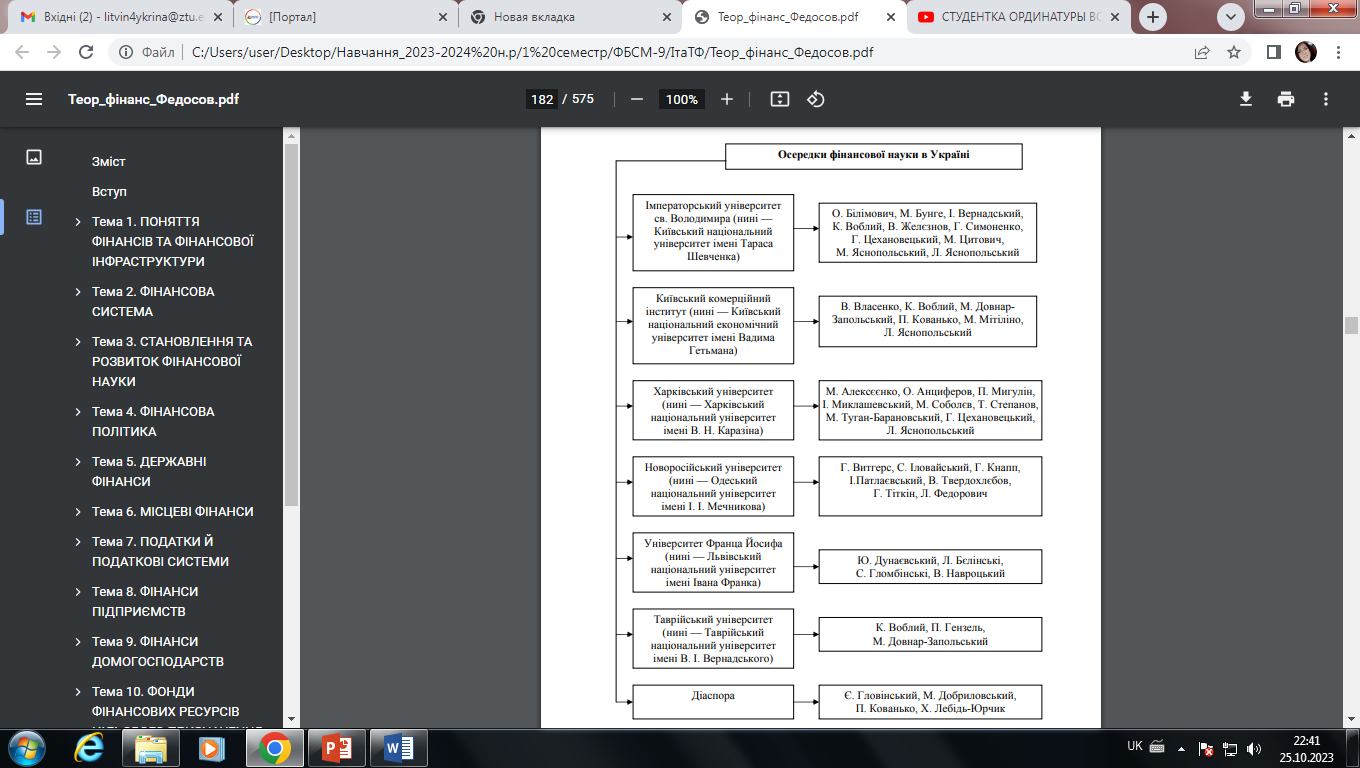 Вхідні (2) - litvin4ykrina@ztu.e
[Портал]
Новая вкладка
Теор_фінанс_Федосов.pdf
СТУДЕНТКА ОРДИНАТУРЫ ВС
Файл
C:/Users/user/Desktop/Навчання_2023-2024%20н.р/1%20семестр/ФБСМ-9/ІтаТФ/Теор_фінанс_Федосов.pdf
Теор_фінанс_Федосов.pdf
182 / 575
100%
Зміст
Вступ
Тема 1. ПОНЯТТЯ
ФІНАНСІВ ТА ФІНАНСОВОЇ
ІНФРАСТРУКТУРИ
Тема 2. ФІНАНСОВА
СИСТЕМА
Тема 3. СТАНОВЛЕННЯ ТА
РОЗВИТОК ФІНАНСОВОЇ
НАУКИ
Тема 4. ФІНАНСОВА
ПОЛІТИКА
Тема 5. ДЕРЖАВНІ
ФІНАНСИ
Тема 6. МІСЦЕВІ ФІНАНСИ
Тема 7. ПОДАТКИ Й
ПОДАТКОВІ СИСТЕМИ
Тема 8. ФІНАНСИ
ПІДПРИЄМСТВ
Тема 9. ФІНАНСИ
ДОМОГОСПОДАРСТВ
Тема 10. ФОНДИ
ФІНАНСОВИХ РЕСУРСІВ
Осередки фінансової науки в Україні
Імператорський університет
св. Володимира (нині —
Київський національний
університет імені Тараса
Шевченка)
О. Білімович, М. Бунге, І. Вернадський,
К. Воблий, В. Желєзнов, Г. Симоненко,
Г. Цехановецький, М. Цитович,
М. Яснопольський, Л. Яснопольський
Київський комерційний
інститут (нині — Київський
національний економічний
університет імені Вадима
Гетьмана)
В. Власенко, К. Воблий, М. Довнар-
Запольський, П. Кованько, М. Мітіліно,
Л. Яснопольський
Харківський університет
(нині — Харківський
національний університет
імені В. Н. Каразіна)
М. Алексєєнко, О. Анциферов, П. Мигулін,
І. Миклашевський, М. Соболєв, Т. Степанов,
М. Туган-Барановський, Г. Цехановецький,
Л. Яснопольський
Новоросійський університет
(нині — Одеський
національний університет
імені І. І. Мечникова)
Г. Витгерс, С. Іловайський, Г. Кнапп,
І.Патлаєвський, В. Твердохлєбов,
Г. Тіткін, Л. Федорович
Університет Франца Йосифа
(нині — Львівський
національний університет
імені Івана Франка)
Ю. Дунаєвський, Л. Бєлінські,
С. Гломбінські, В. Навроцький
Таврійський університет
(нині — Таврійський
національний університет
імені В. І. Вернадського)
К. Воблий, П. Гензель,
М. Довнар-Запольський
Діаспора
Є. Гловінський, М. Добриловський,
П. Кованько, Х. Лебідь-Юрчик
UK
22:41
25.10.2023